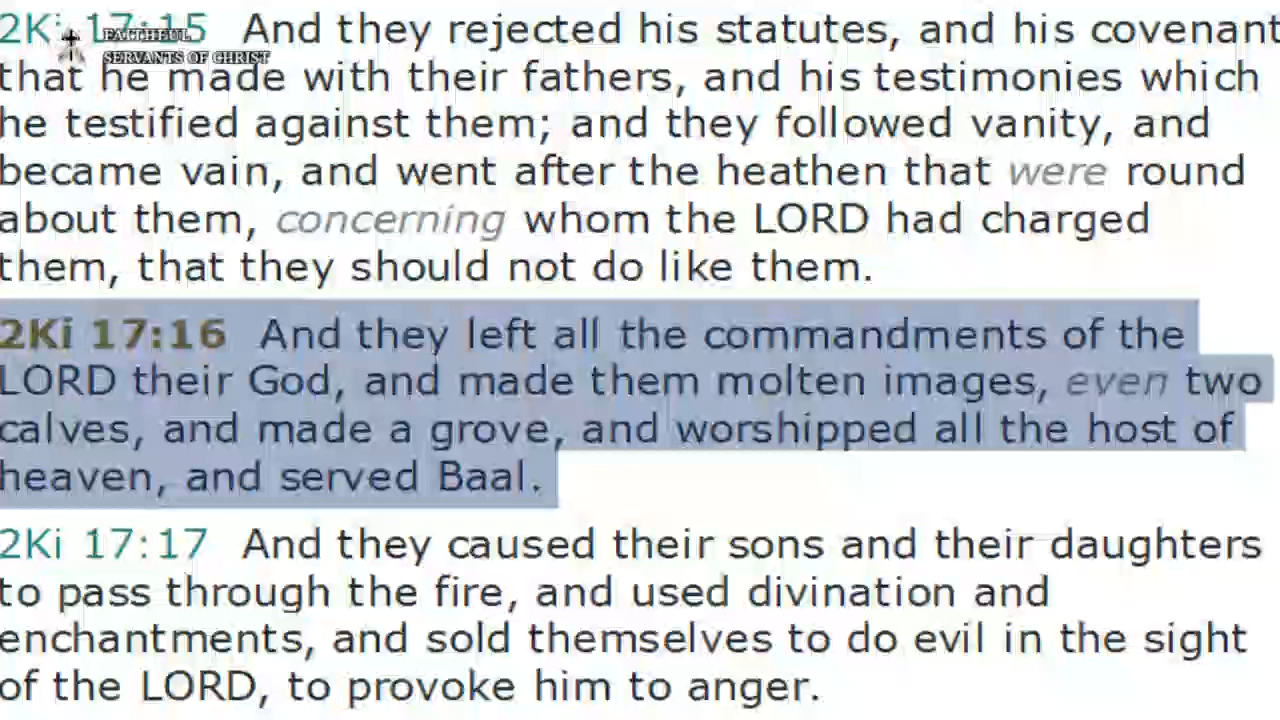 2Ki 17:15 And they rejected his statutes, and his covenant
FAITHFUL
SERVANTS OF CHRIST
that he made with their fathers, and his testimonies which
he testified against them; and they followed vanity, and
became vain, and went after the heathen that were round
about them, concerning whom the LORD had charged
them, that they should not do like them.
2Ki 17:16 And they left all the commandments of the
LORD their God, and made them molten images, even two
calves, and made a grove, and worshipped all the host of
heaven, and served Baal.
2Ki 17:17 And they caused their sons and their daughters
to pass through the fire, and used divination and
enchantments, and sold themselves to do evil in the sight
of the LORD, to provoke him to anger.